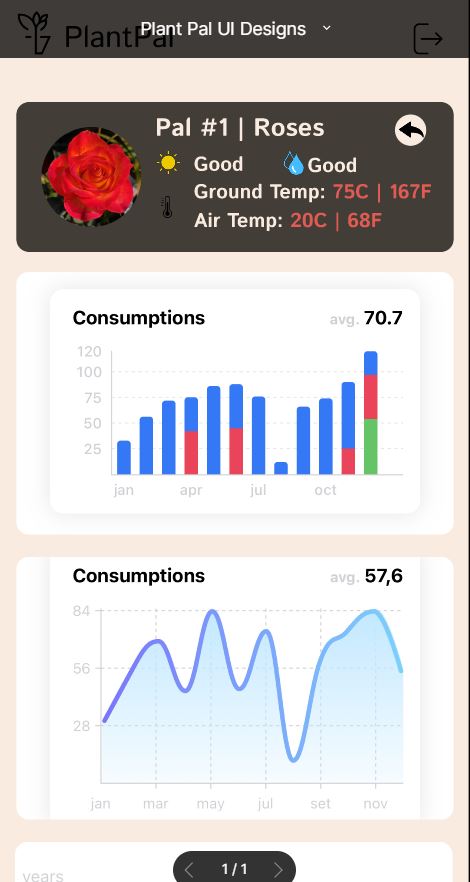 PlantPal
Plant Pal UI Designs
Pal #1 | Roses
Good
Good
Ground Temp: 75C | 167F
Air Temp: 20C | 68F
Consumptions
avg. 70.7
120
100
75
50
25
jan apr jul oct
Consumptions
avg. 57,6
84
56
28
jan mar may jul set nov
years
1 / 1